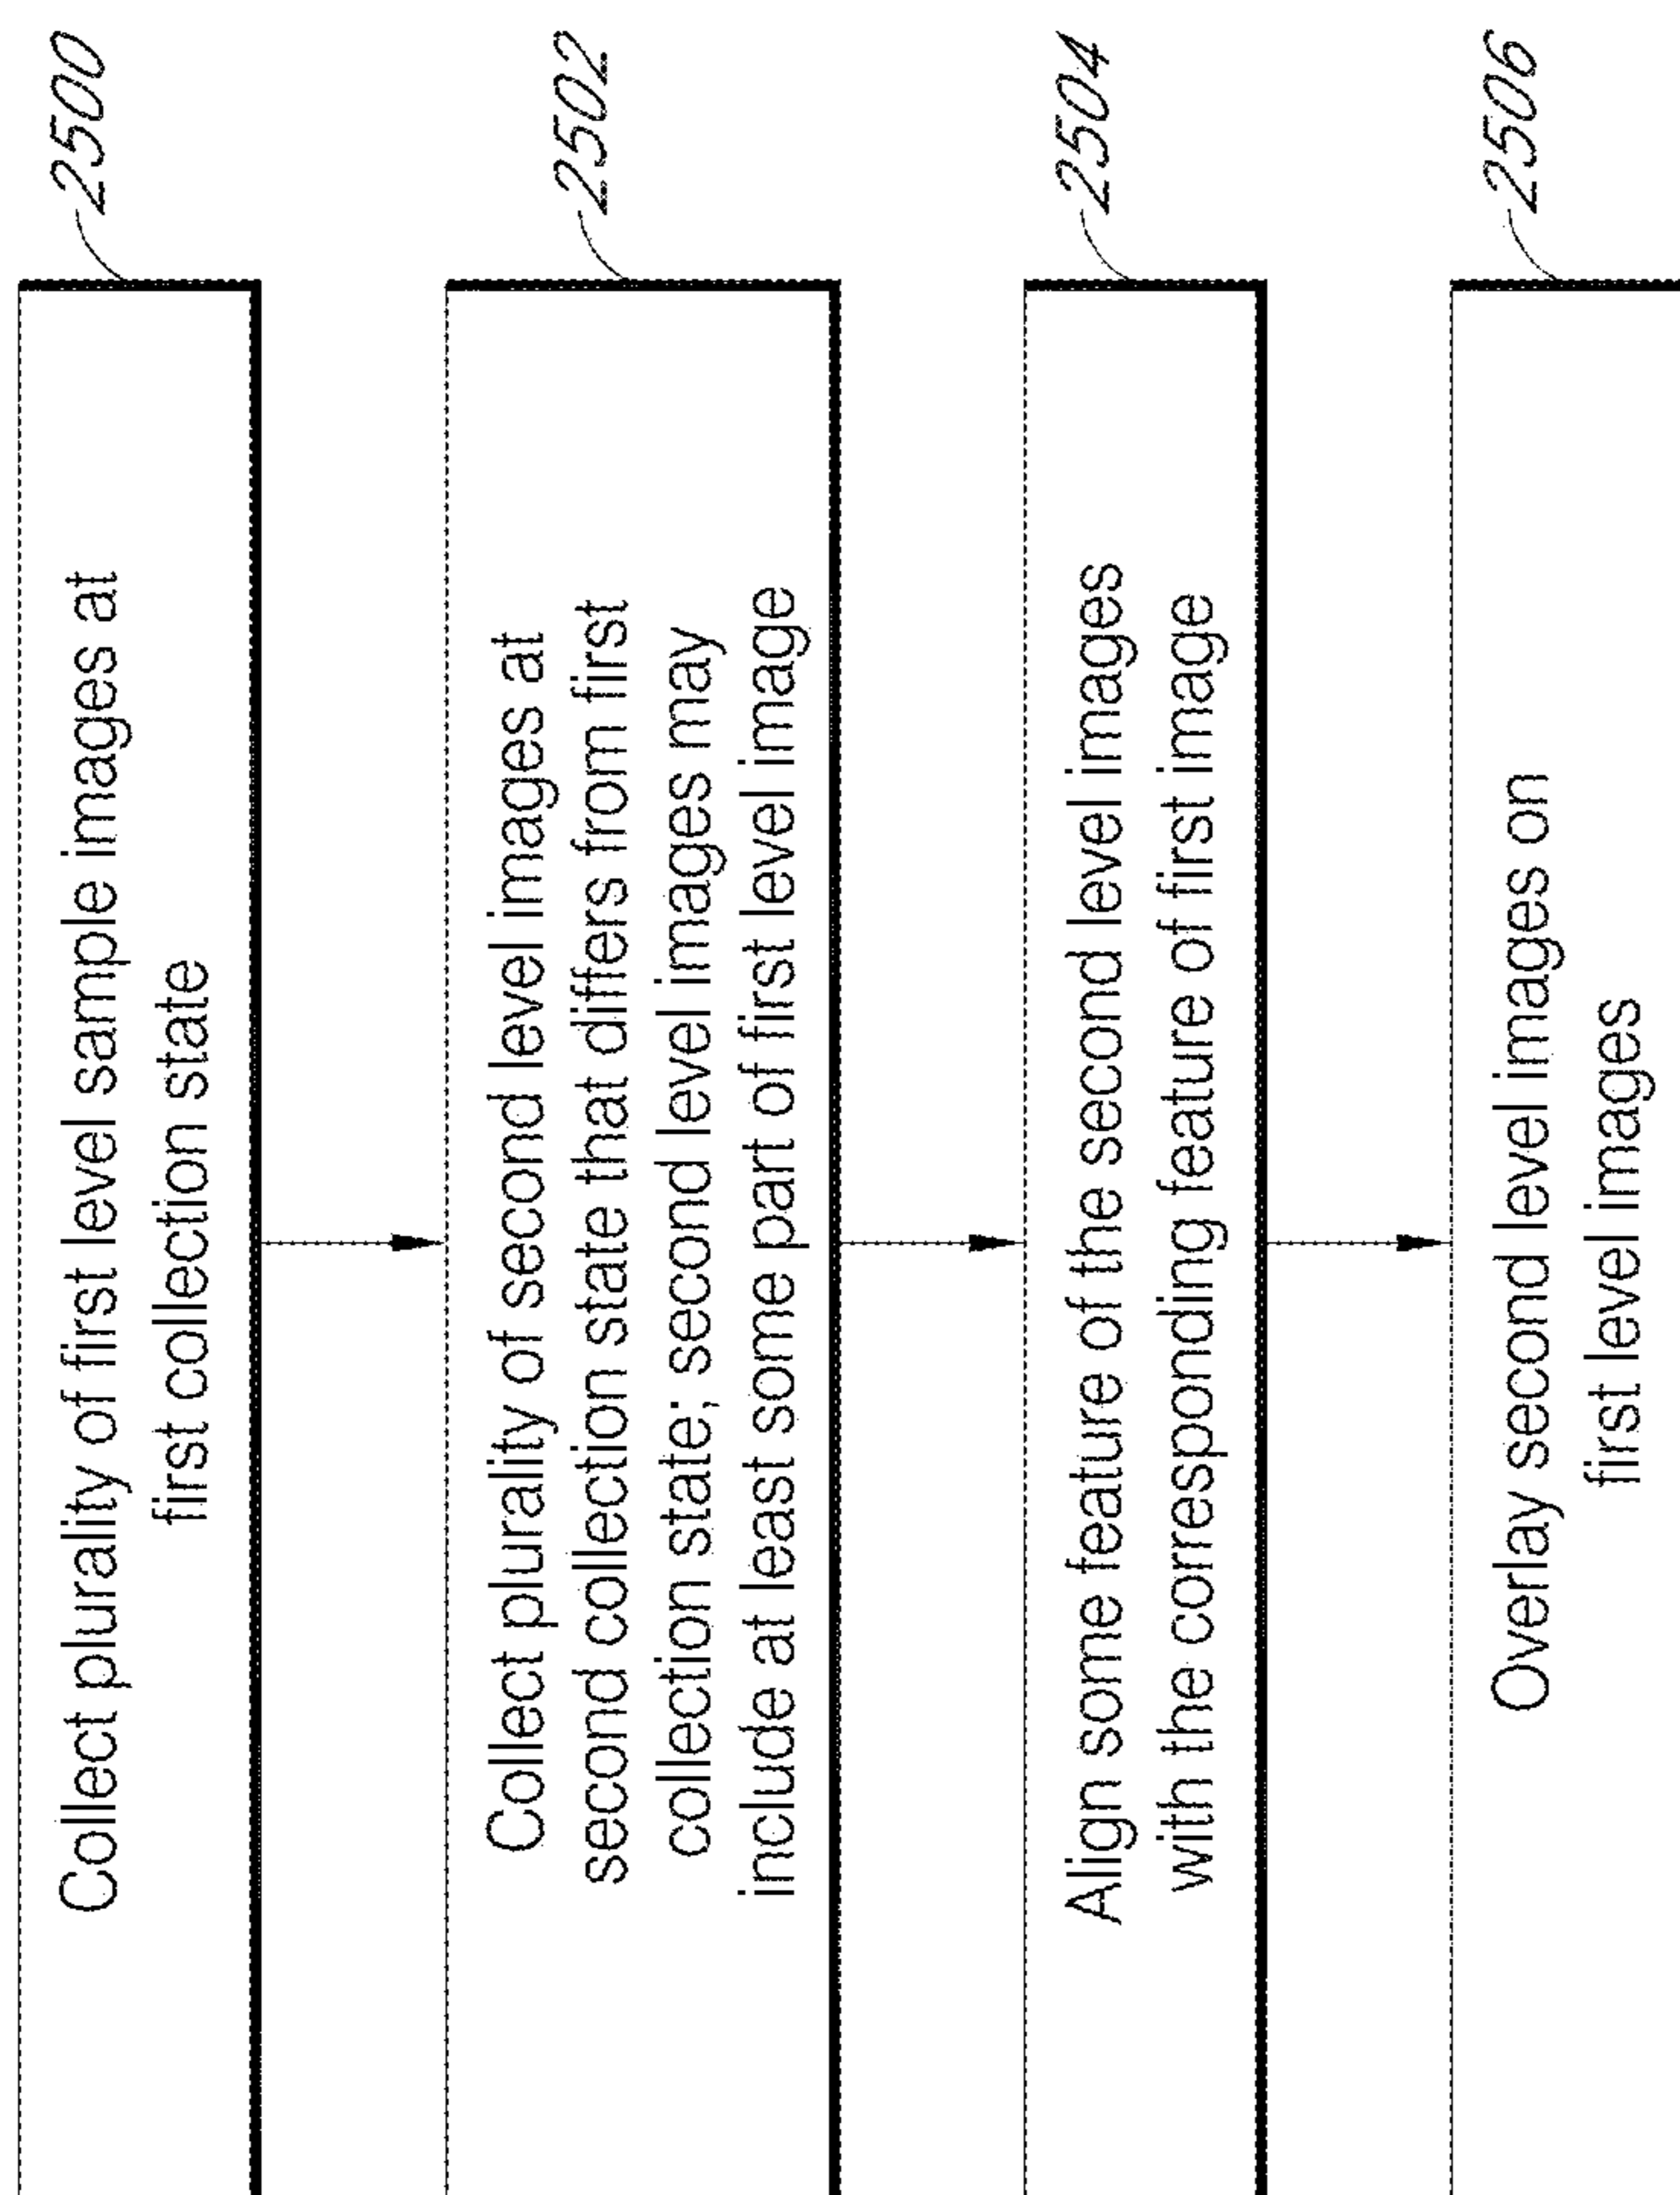 Collect plurality of first level sample images at
first collection state
2500
Collect plurality of second level images at
second collection state that differs from first
collection state; second level images may
include at least some part of first level image
2502
Align some feature of the second level images
with the corresponding feature of first image
2504
Overlay second level images on
first level images
2506